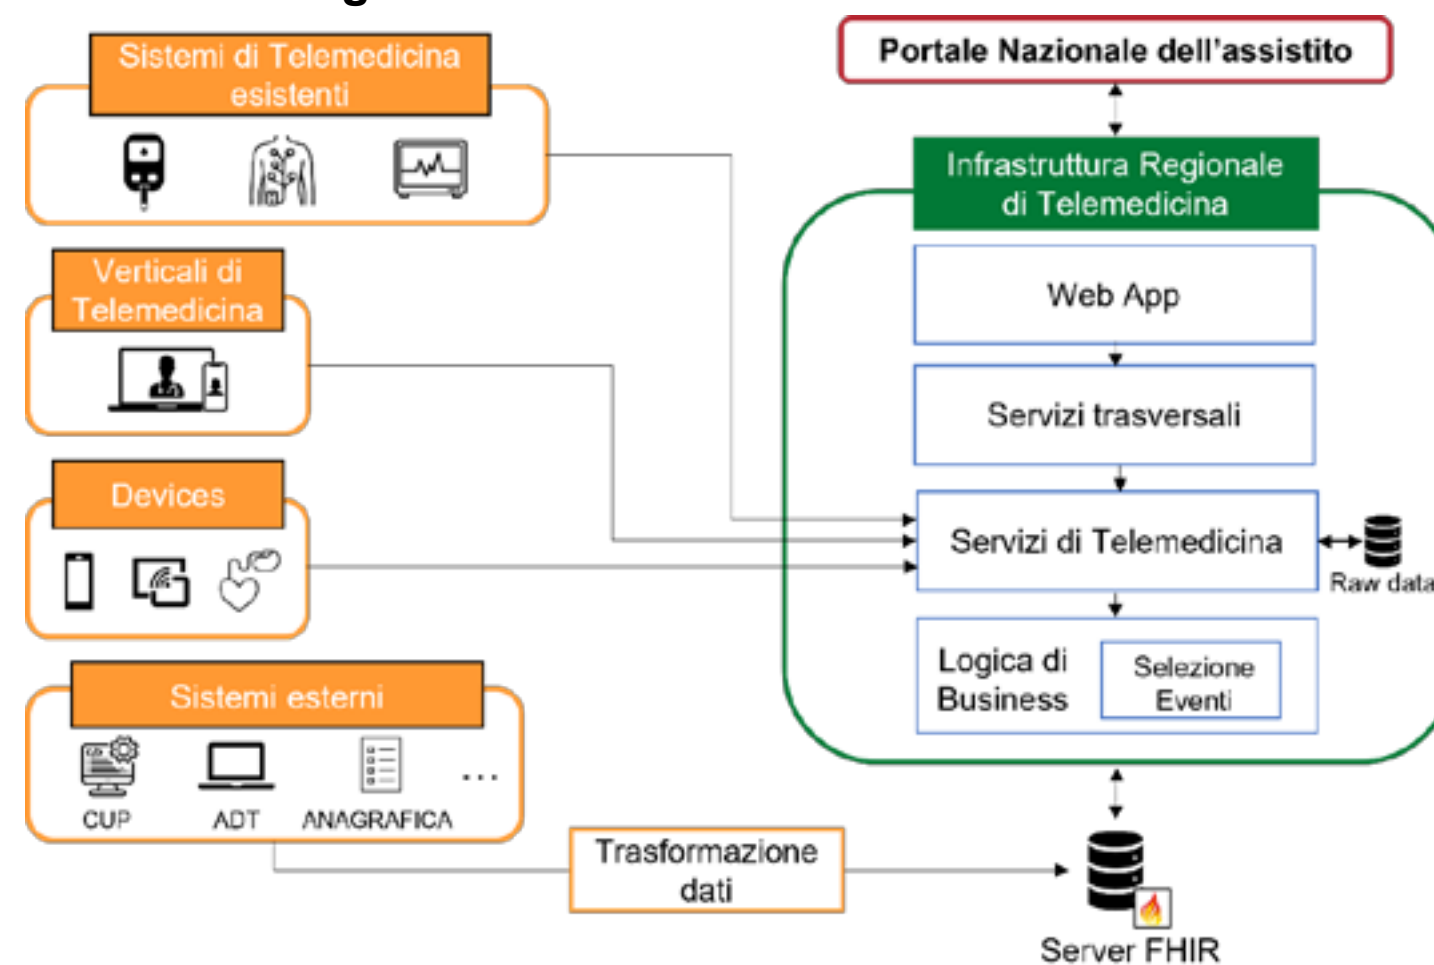 Sistemi di Telemedicina
esistenti
Verticali di
Telemedicina
Devices
Sistemi esterni
CUP
ADT
ANAGRAFICA
...
Trasformazione
dati
Portale Nazionale dell'assistito
Infrastruttura Regionale
di Telemedicina
Web App
Servizi trasversali
Servizi di Telemedicina
Raw data
Logica di
Business
Selezione
Eventi
Server FHIR